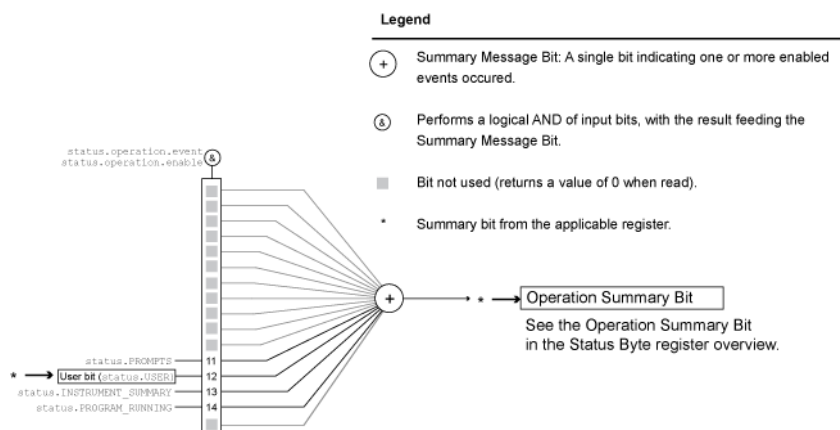 Legend
+
Summary Message Bit: A single bit indicating one or more enabled
events occured.
&
Performs a logical AND of input bits, with the result feeding the
Summary Message Bit.
Bit not used (returns a value of 0 when read).
* Summary bit from the applicable register.
status.operation.event
status.operation.enable
&
+
* Operation Summary Bit
See the Operation Summary Bit
in the Status Byte register overview.
status.PROMPTS 11
* User bit (status.USER) 12
status.INSTRUMENT_SUMMARY 13
status.PROGRAM_RUNNING 14